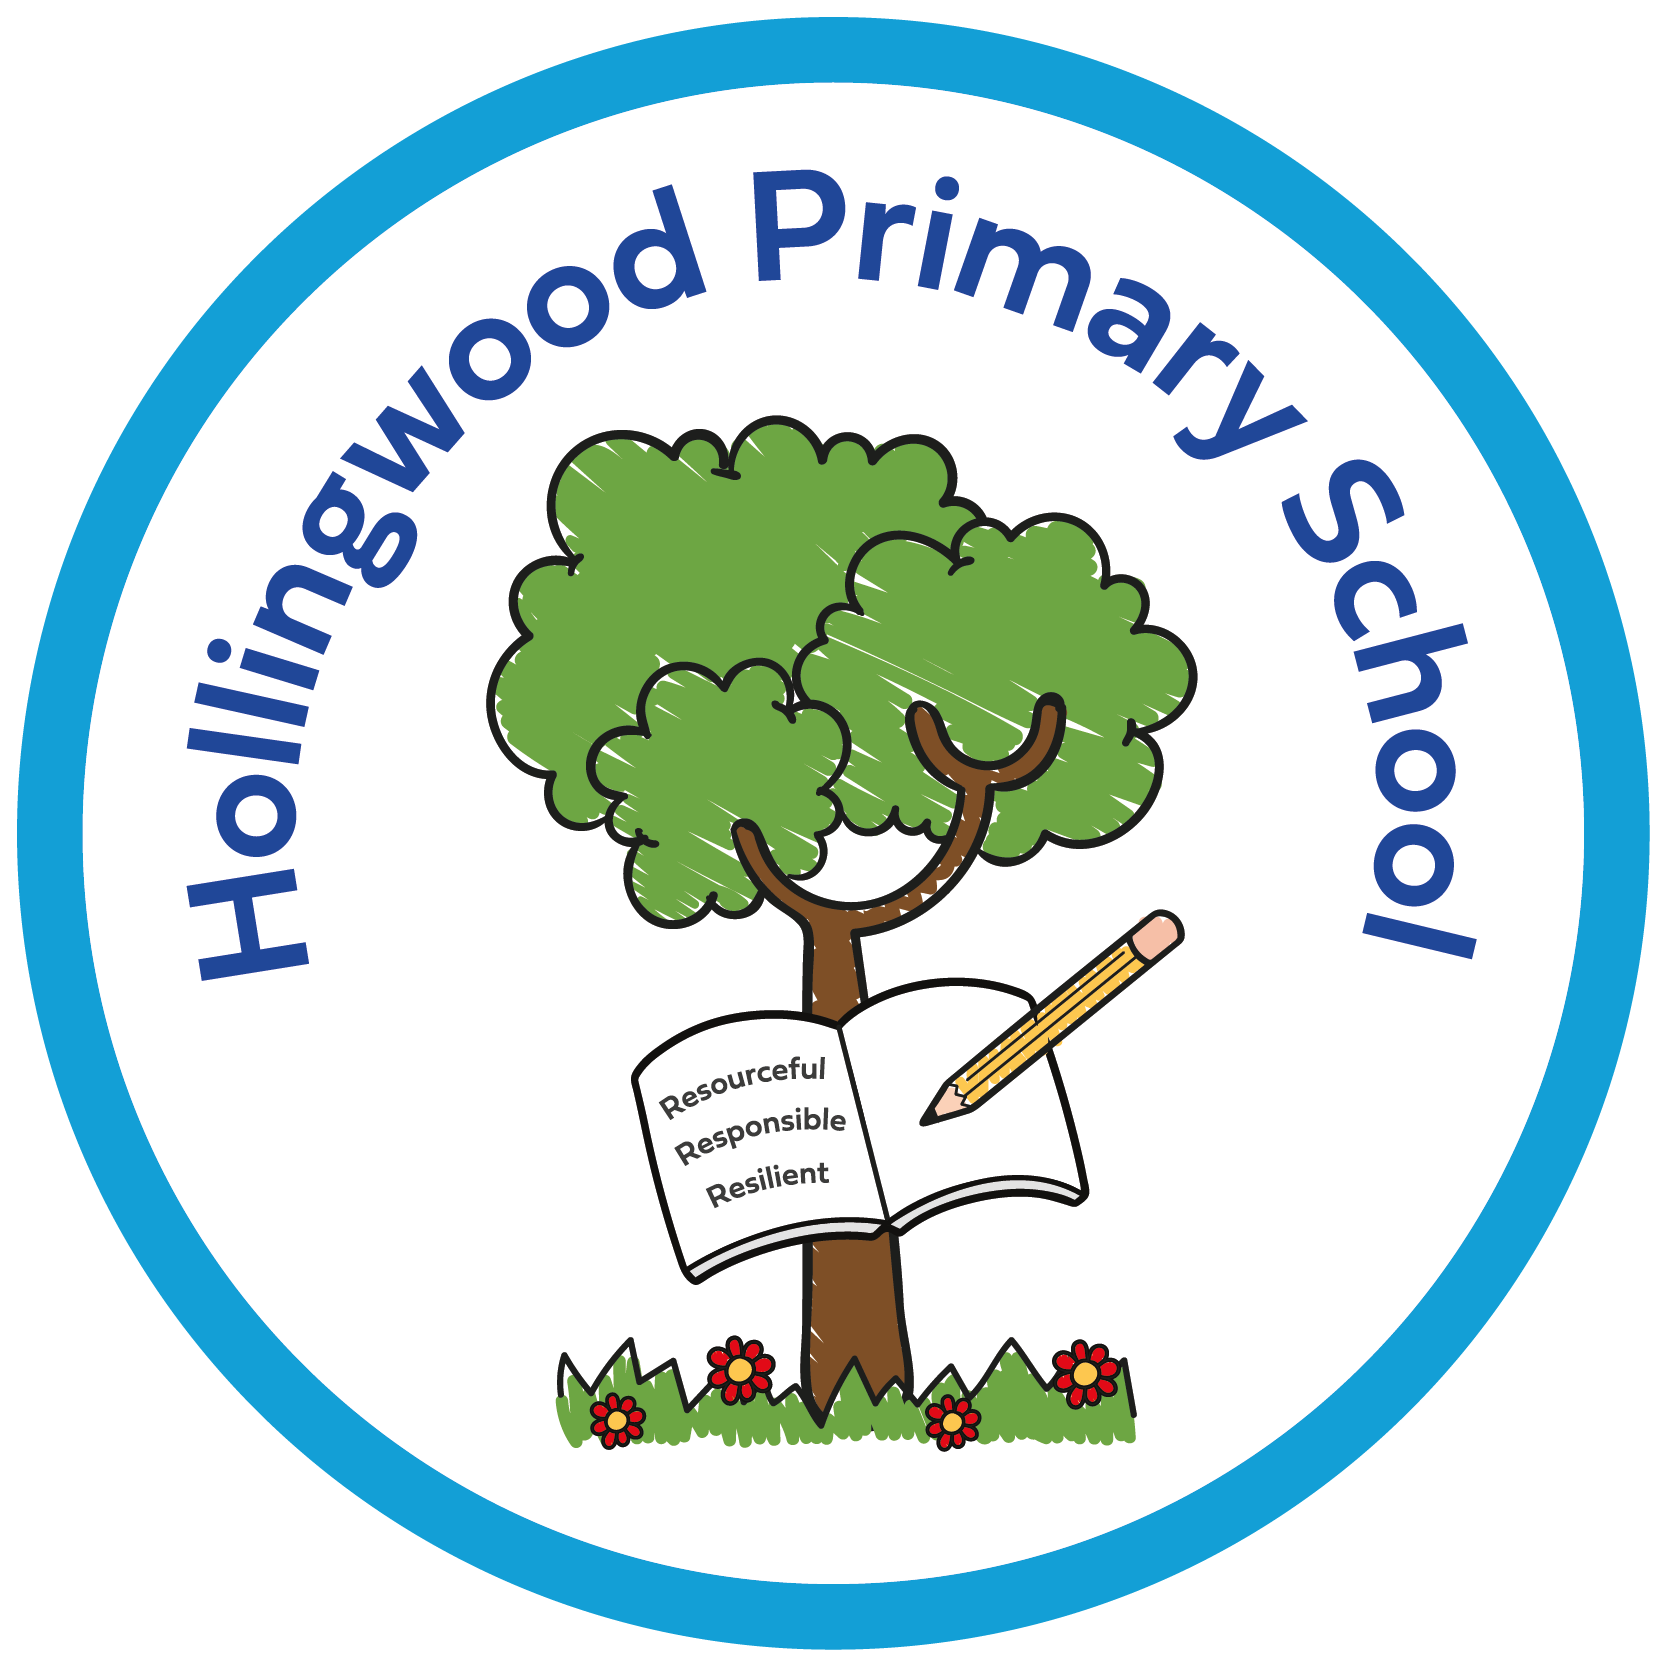 Hollingwood Primary School
Resourceful
Responsible
Resilient